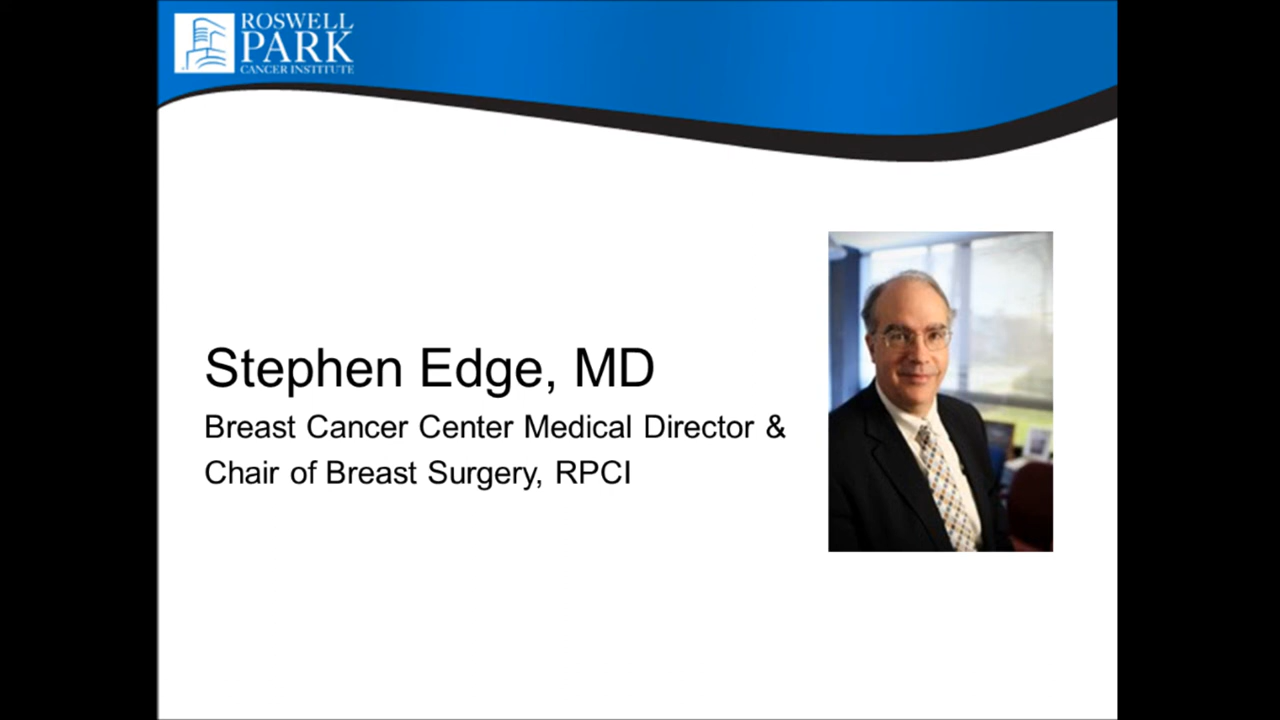 ROSWELL
PARK
CANCER INSTITUTE
Stephen Edge, MD
Breast Cancer Center Medical Director &
Chair of Breast Surgery, RPCI